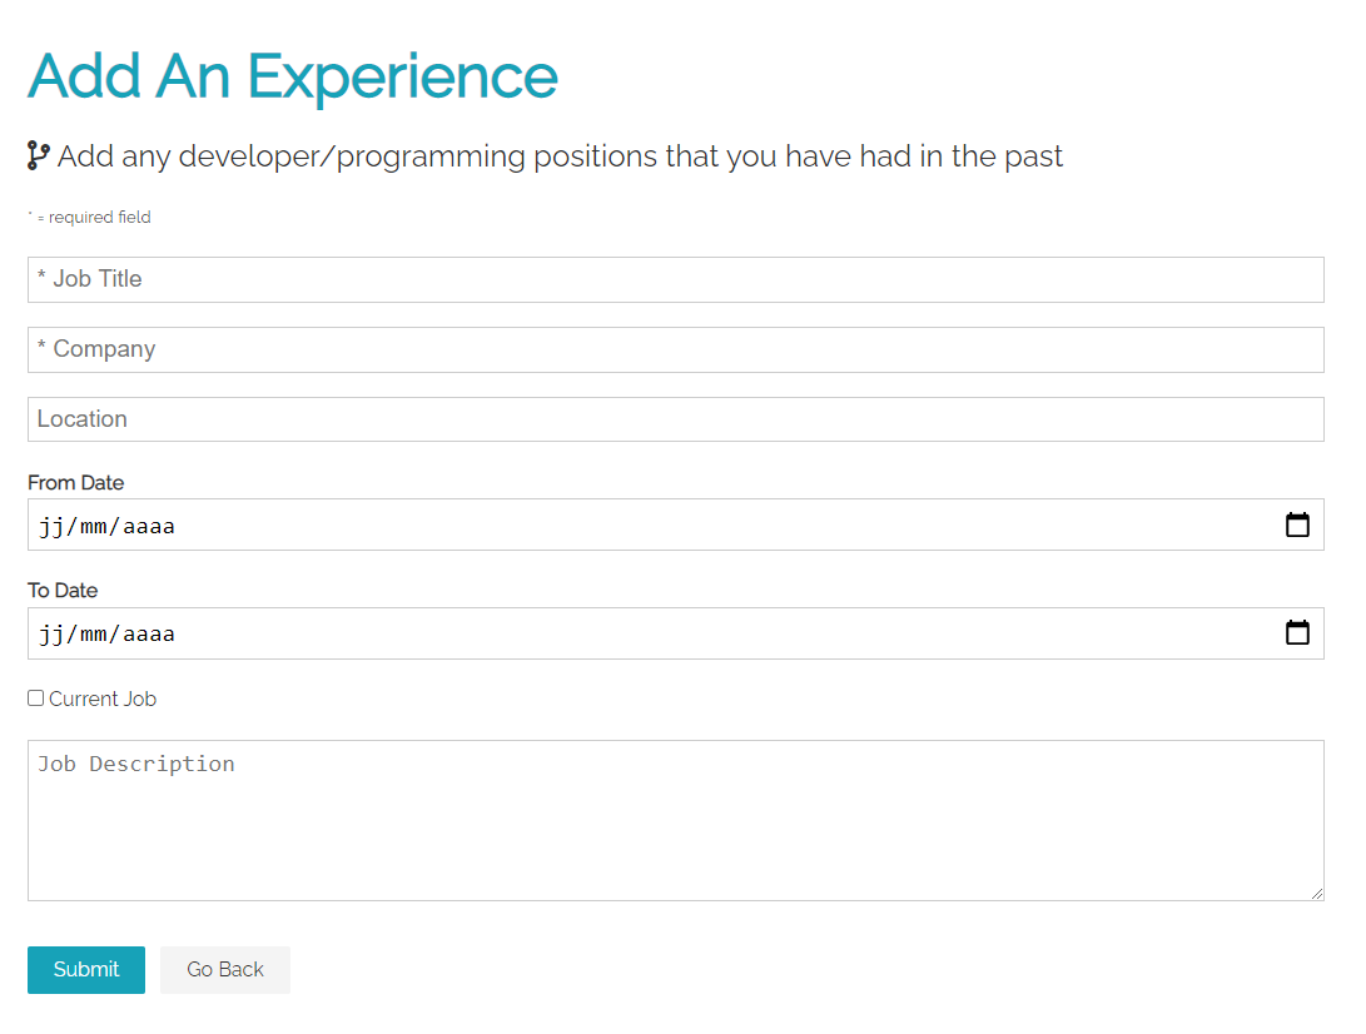 Add An Experience
Add any developer/programming positions that you have had in the past
* = required field
* Job Title
* Company
Location
From Date
jj/mm/aaaa
To Date
jj/mm/aaaa
Current Job
Job Description
Submit Go Back